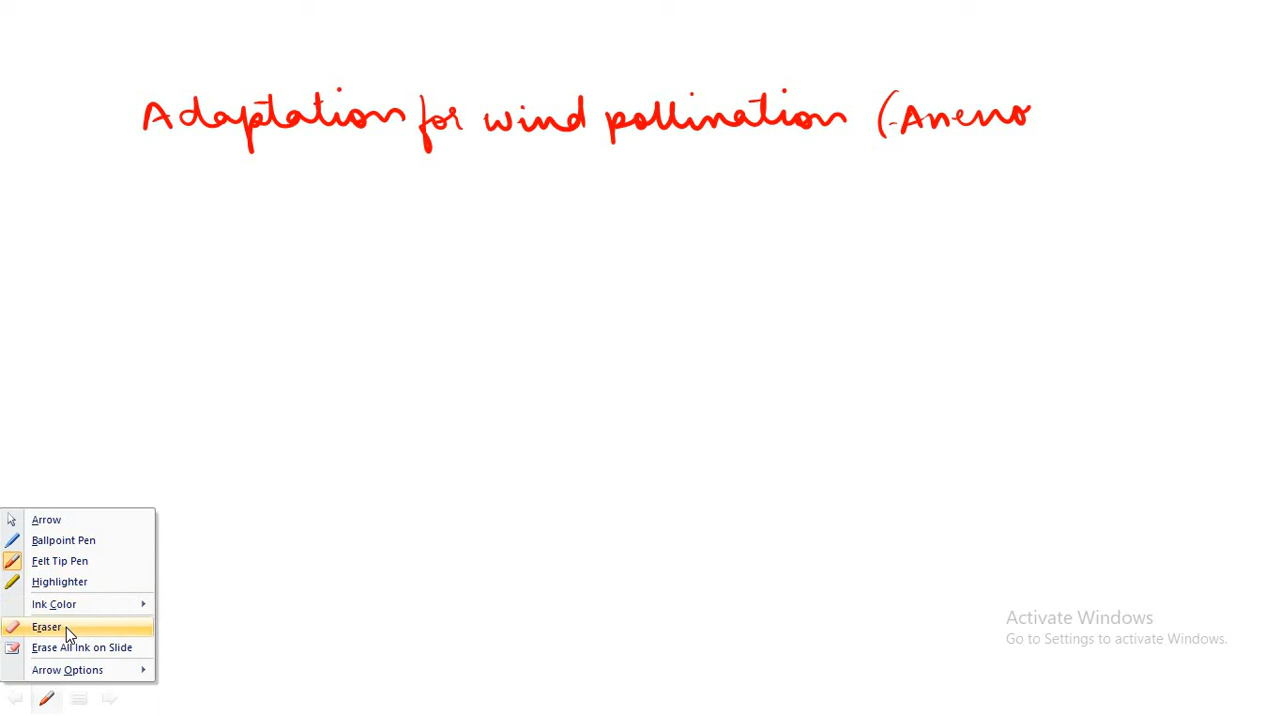 Adaptation for wind pollination (Aneno
Arrow
Ballpoint Pen
Felt Tip Pen
Highlighter
Ink Color
Eraser
Erase All Ink on Slide
Arrow Options
Activate Windows
Go to Settings to activate Windows.